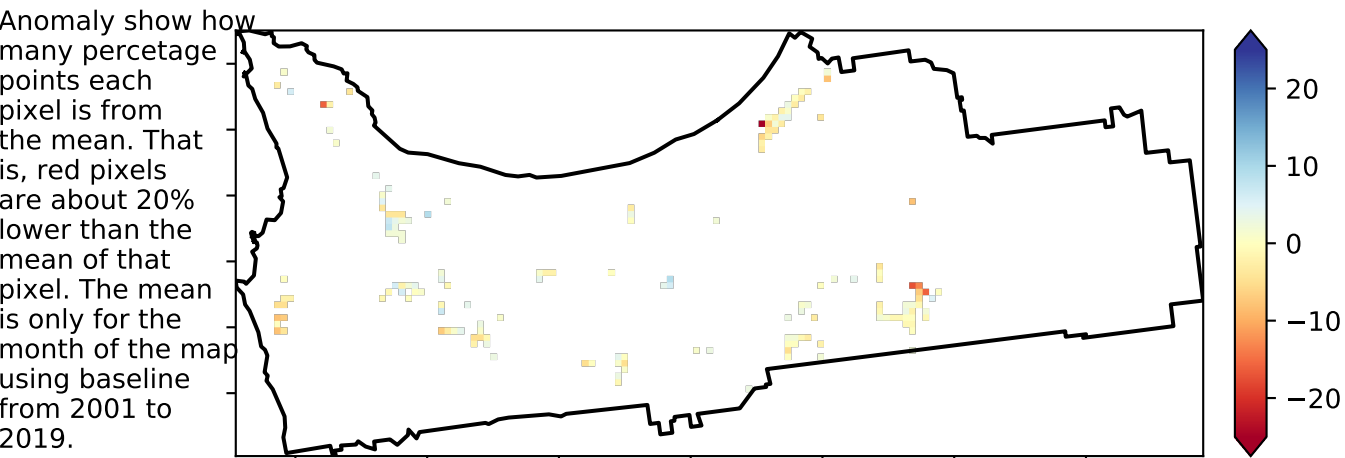 Anomaly show how
many percetage
points each
pixel is from
the mean. That
is, red pixels
are about 20%
lower than the
mean of that
pixel. The mean
is only for the
month of the map
using baseline
from 2001 to
2019.
20
10
0
−10
−20